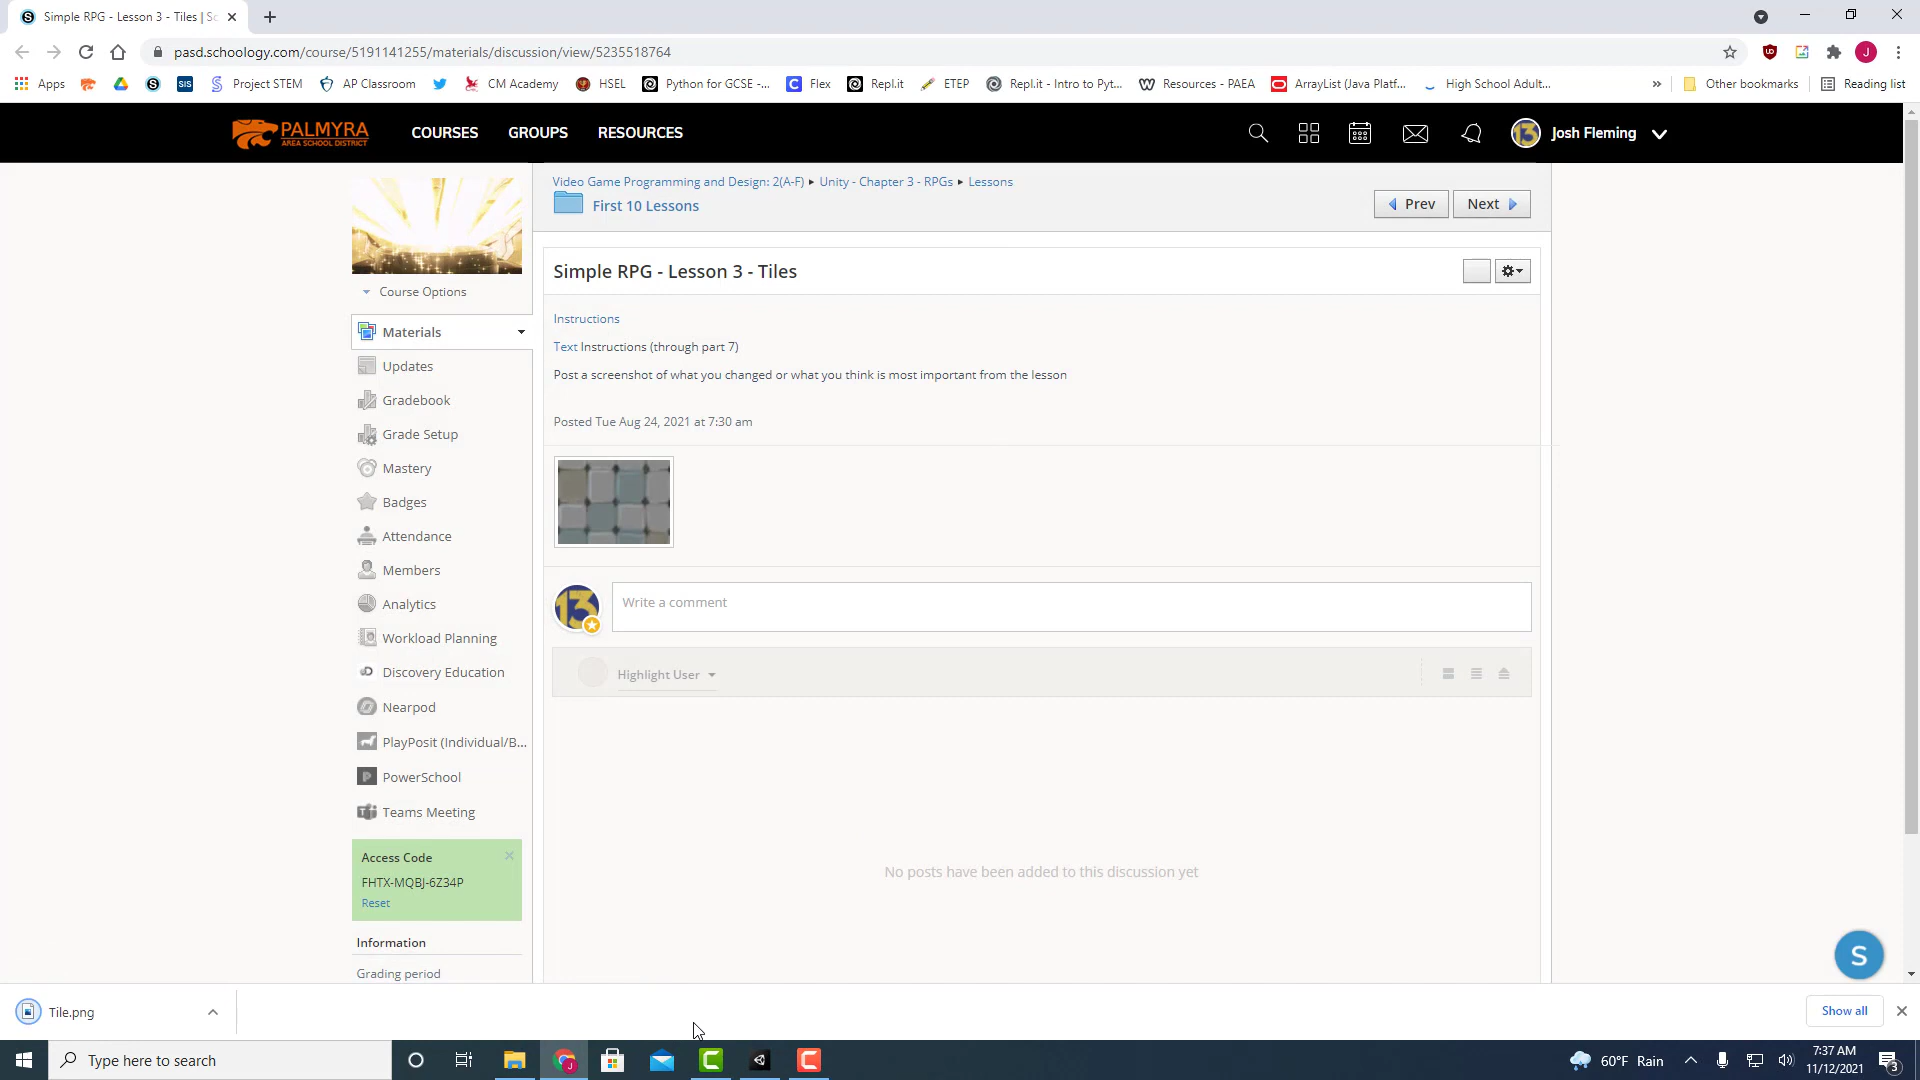 Simple RPG - Lesson 3 - Tiles | Sc
pasd.schoology.com/course/5191141255/materials/discussion/view/5235518764
Apps
SIS
Project STEM
AP Classroom
CM Academy
HSEL
Python for GCSE -...
Flex
Repl.it
ETEP
Repl.it - Intro to Pyt...
Resources - PAEA
ArrayList (Java Platf...
High School Adult...
»
Other bookmarks
Reading list
PALMYRA
AREA SCHOOL DISTRICT
COURSES
GROUPS
RESOURCES
Josh Fleming
Video Game Programming and Design: 2(A-F) ▸ Unity - Chapter 3 - RPGs ▸ Lessons
First 10 Lessons
Prev
Next
Simple RPG - Lesson 3 - Tiles
Instructions
Text Instructions (through part 7)
Post a screenshot of what you changed or what you think is most important from the lesson
Posted Tue Aug 24, 2021 at 7:30 am
Write a comment
Highlight User
No posts have been added to this discussion yet
Course Options
Materials
Updates
Gradebook
Grade Setup
Mastery
Badges
Attendance
Members
Analytics
Workload Planning
Discovery Education
Nearpod
PlayPosit (Individual/B...
PowerSchool
Teams Meeting
Access Code
FHTX-MQBJ-6Z34P
Reset
Information
Grading period
S
Tile.png
Show all
Type here to search
60°F Rain
7:37 AM
11/12/2021
3